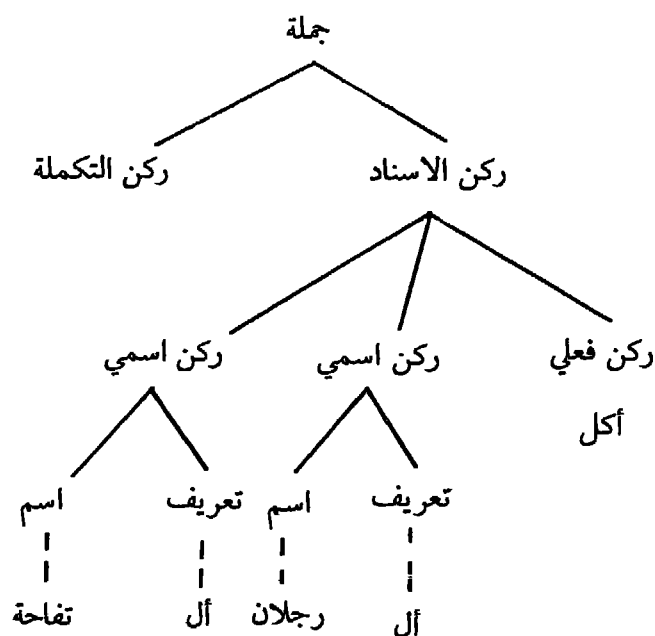 جملة
ركن الاسناد ركن التكملة
ركن فعلي ركن اسمي ركن اسمي
أكل
تعريف اسم تعريف اسم
أل رجلان أل تفاحة